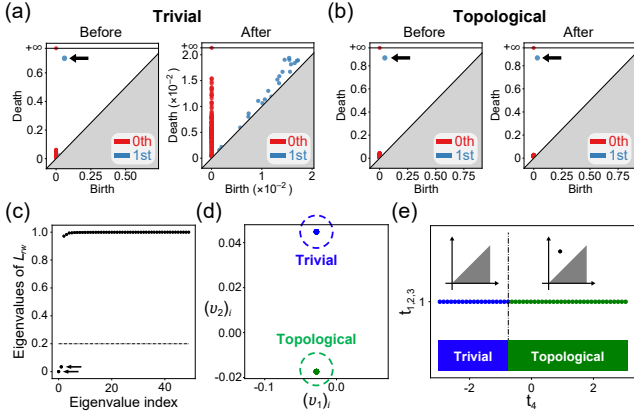 (a) Trivial
Before After
+∞ +∞
Death Death (×10⁻²)
0.6
0.4
0.2
0
2.0
1.5
1.0
0.5
0
0th
1st
0th
1st
0 0.25 0.50 0.75
0 1 2
Birth Birth (×10⁻²)
(b) Topological
Before After
+∞ +∞
Death Death
0.8
0.6
0.4
0.2
0
0.8
0.6
0.4
0.2
0
0th
1st
0th
1st
0 0.25 0.50 0.75
0 0.25 0.50 0.75
Birth Birth
(c)
Eigenvalues of L_rw
1.0
0.8
0.6
0.4
0.2
0
0 20 40
Eigenvalue index
(d)
(v₂)ᵢ
0.04
0.02
0.00
-0.02
Trivial
Topological
-0.1 0.0
(v₁)ᵢ
(e)
t₁,₂,₃
1
Trivial Topological
-2 0 2
t₄